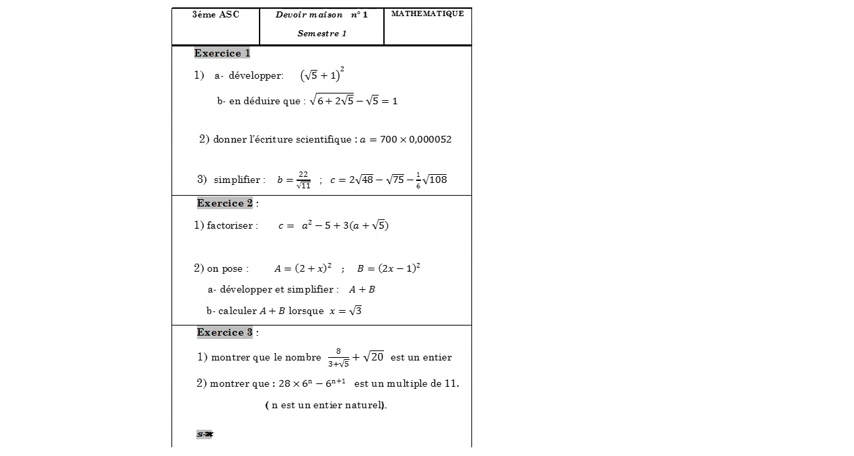 3éme ASC
Devoir maison n° 1
MATHEMATIQUE
Semestre 1
Exercice 1
1) a- développer: (√5 + 1)²
b- en déduire que : √(6 + 2√5) − √5 = 1
2) donner l'écriture scientifique : a = 700 × 0,000052
3) simplifier : b = 22/√11 ; c = 2√48 − √75 − 1/6 √108
Exercice 2 :
1) factoriser : c = a² − 5 + 3(a + √5)
2) on pose : A = (2 + x)² ; B = (2x − 1)²
a- développer et simplifier : A + B
b- calculer A + B lorsque x = √3
Exercice 3 :
1) montrer que le nombre 8/(3+√5) + √20 est un entier
2) montrer que : 28 × 6ⁿ − 6ⁿ⁺¹ est un multiple de 11.
( n est un entier naturel).